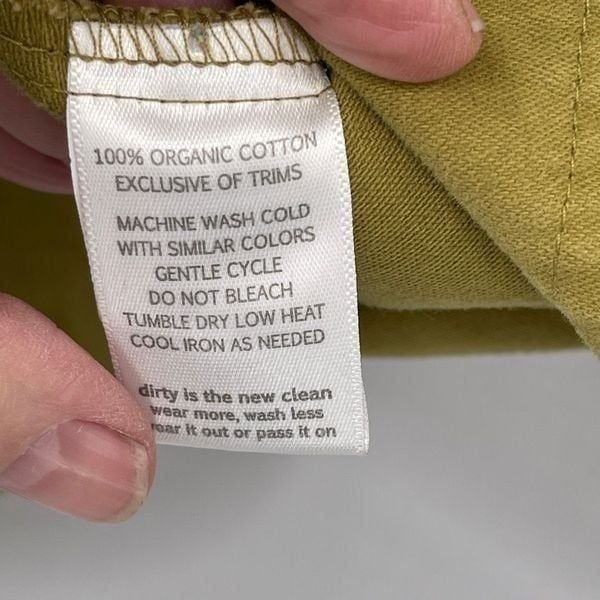 100% ORGANIC COTTON
EXCLUSIVE OF TRIMS
MACHINE WASH COLD
WITH SIMILAR COLORS
GENTLE CYCLE
DO NOT BLEACH
TUMBLE DRY LOW HEAT
COOL IRON AS NEEDED
dirty is the new clean
wear more, wash less
wear it out or pass it on